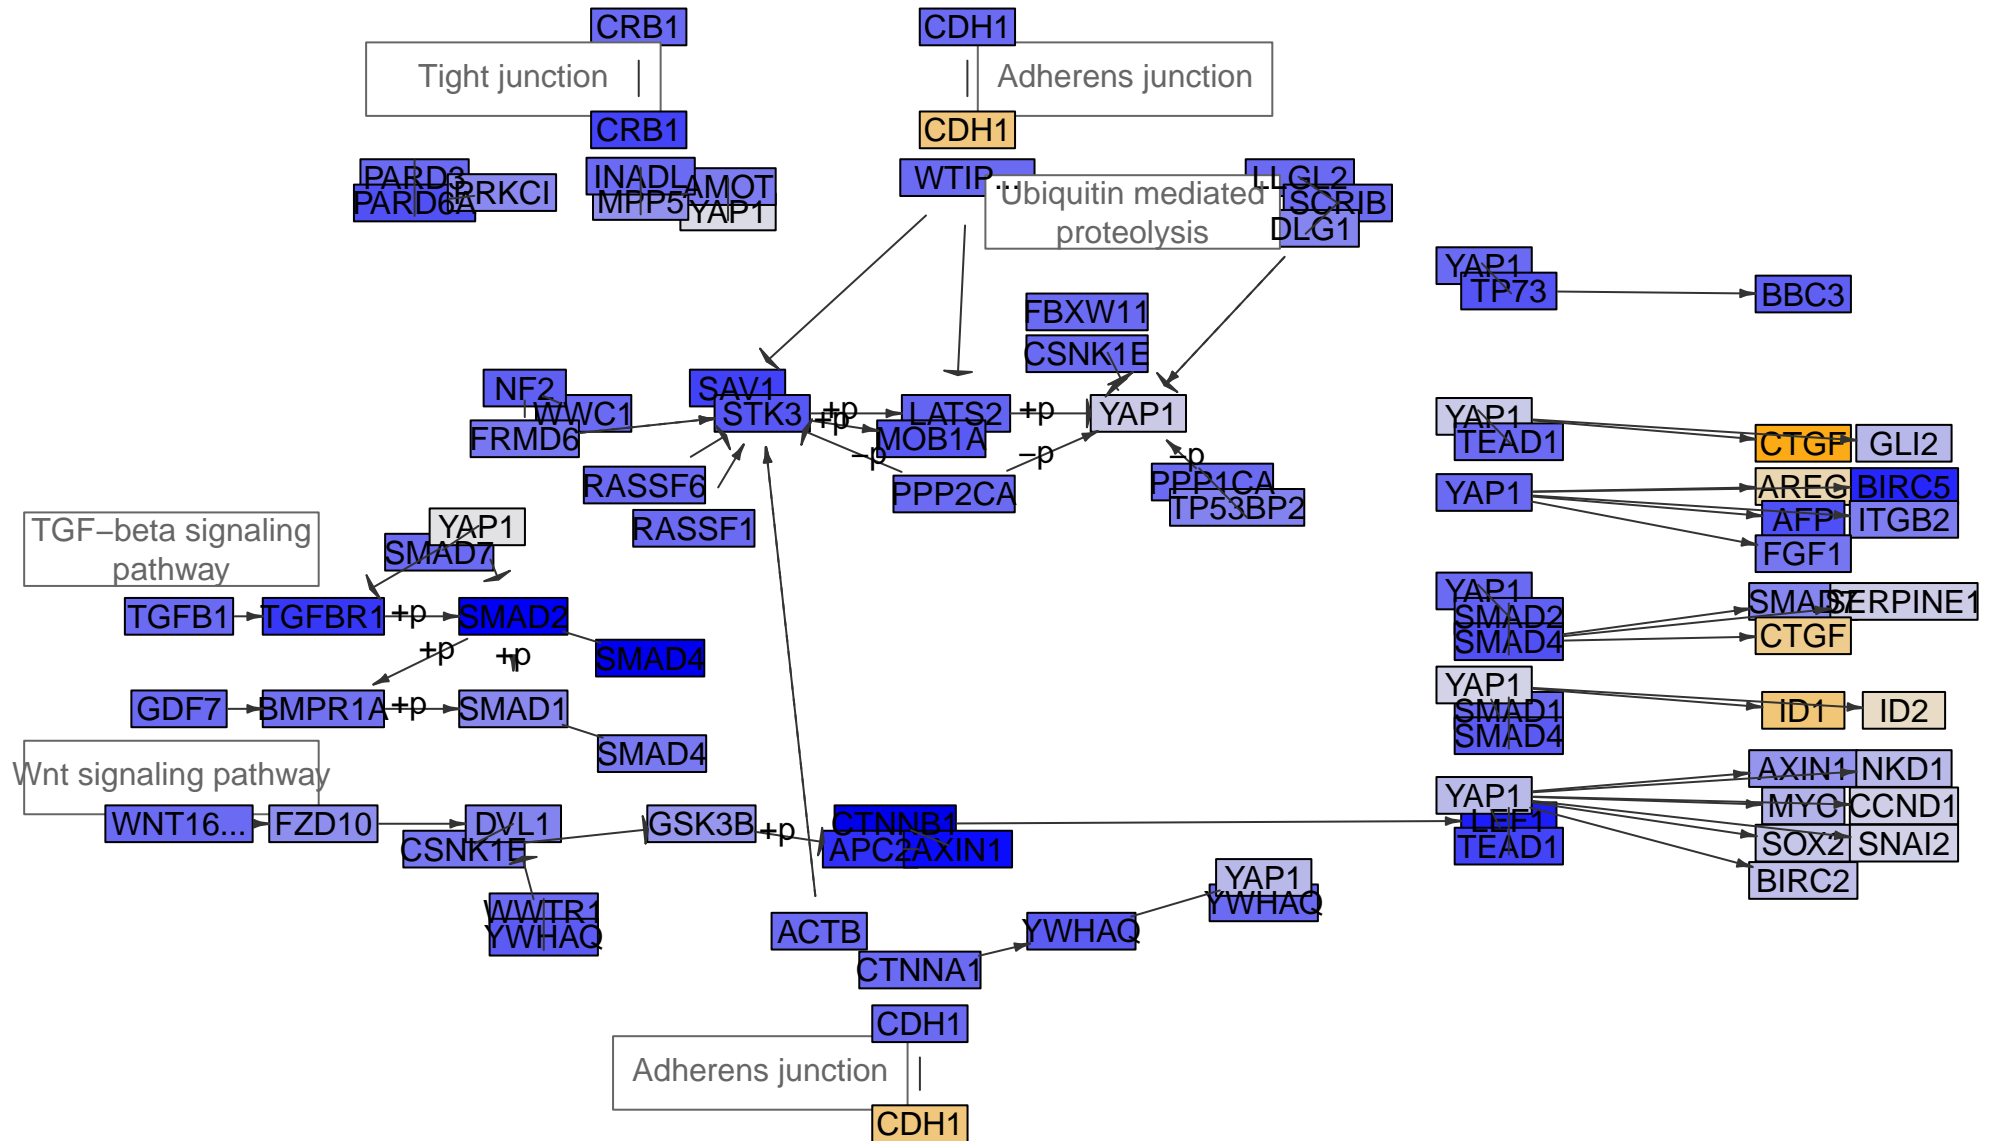 CRB1
CDH1
Tight junction
Adherens junction
CRB1
CDH1
PARD3
PRKCI
PARD6A
INADL
AMOT
MPP5
YAP1
WTIP...
Ubiquitin mediated
proteolysis
LLGL2
SCRIB
DLG1
YAP1
TP73
BBC3
FBXW11
CSNK1E
NF2
WWC1
FRMD6
SAV1
STK3
+p
+p
LATS2
MOB1A
+p
YAP1
YAP1
TEAD1
CTGF
GLI2
RASSF6
RASSF1
−p
PPP2CA
−p
−p
PPP1CA
TP53BP2
YAP1
AREG
BIRC5
AFP
ITGB2
FGF1
TGF−beta signaling
pathway
YAP1
SMAD7
TGFB1
TGFBR1
+p
SMAD2
+p
+p
SMAD4
YAP1
SMAD2
SMAD4
SMAD7
SERPINE1
CTGF
GDF7
BMPR1A
+p
SMAD1
SMAD4
YAP1
SMAD1
SMAD4
ID1
ID2
Wnt signaling pathway
WNT16...
FZD10
DVL1
CSNK1E
GSK3B
+p
CTNNB1
APC2
AXIN1
YAP1
LEF1
TEAD1
AXIN1
NKD1
MYC
CCND1
SOX2
SNAI2
BIRC2
WWTR1
YWHAQ
ACTB
CTNNA1
YWHAQ
YAP1
YWHAQ
CDH1
Adherens junction
CDH1